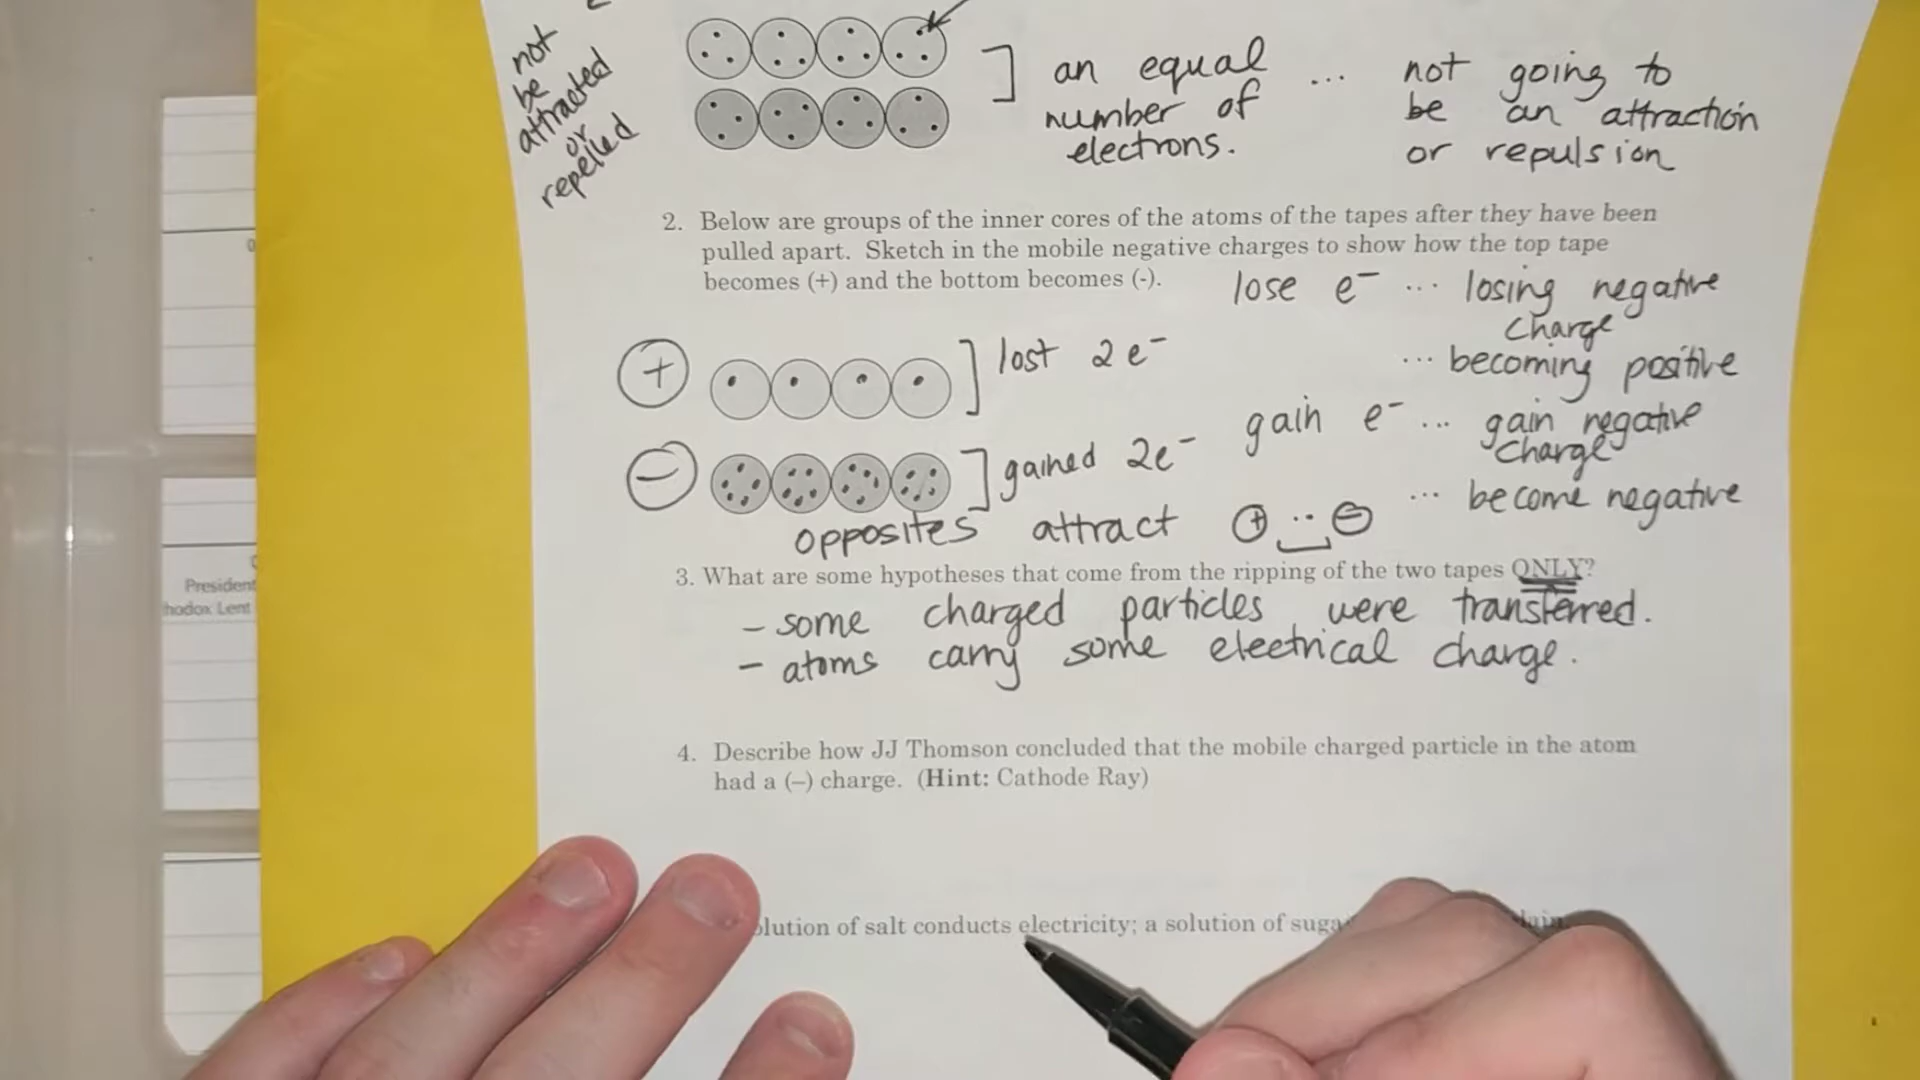 not
be
attracted
or
repelled
an equal ... not going to
number of be an attraction
electrons. or repulsion
2. Below are groups of the inner cores of the atoms of the tapes after they have been
pulled apart. Sketch in the mobile negative charges to show how the top tape
becomes (+) and the bottom becomes (-).
lose e⁻ ... losing negative
charge
+ ] lost 2 e⁻
... becoming positive
gain e⁻ ... gain negative
charge
− ] gained 2e⁻
... become negative
opposites attract + .. −
3. What are some hypotheses that come from the ripping of the two tapes ONLY?
- some charged particles were transferred.
- atoms carry some electrical charge.
4. Describe how JJ Thomson concluded that the mobile charged particle in the atom
had a (–) charge. (Hint: Cathode Ray)
olution of salt conducts electricity; a solution of suga
President
hodox Lent